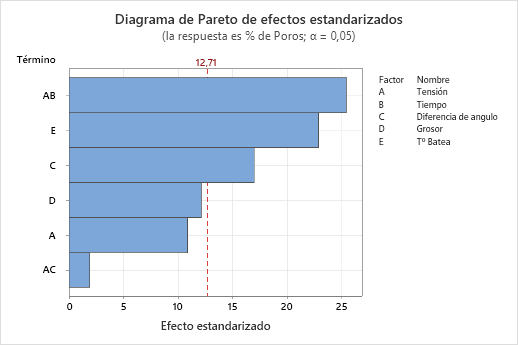 Diagrama de Pareto de efectos estandarizados
(la respuesta es % de Poros; α = 0,05)
Término
12,71
AB
E
C
D
A
AC
0 5 10 15 20 25
Efecto estandarizado
Factor Nombre
A Tensión
B Tiempo
C Diferencia de angulo
D Grosor
E Tº Batea